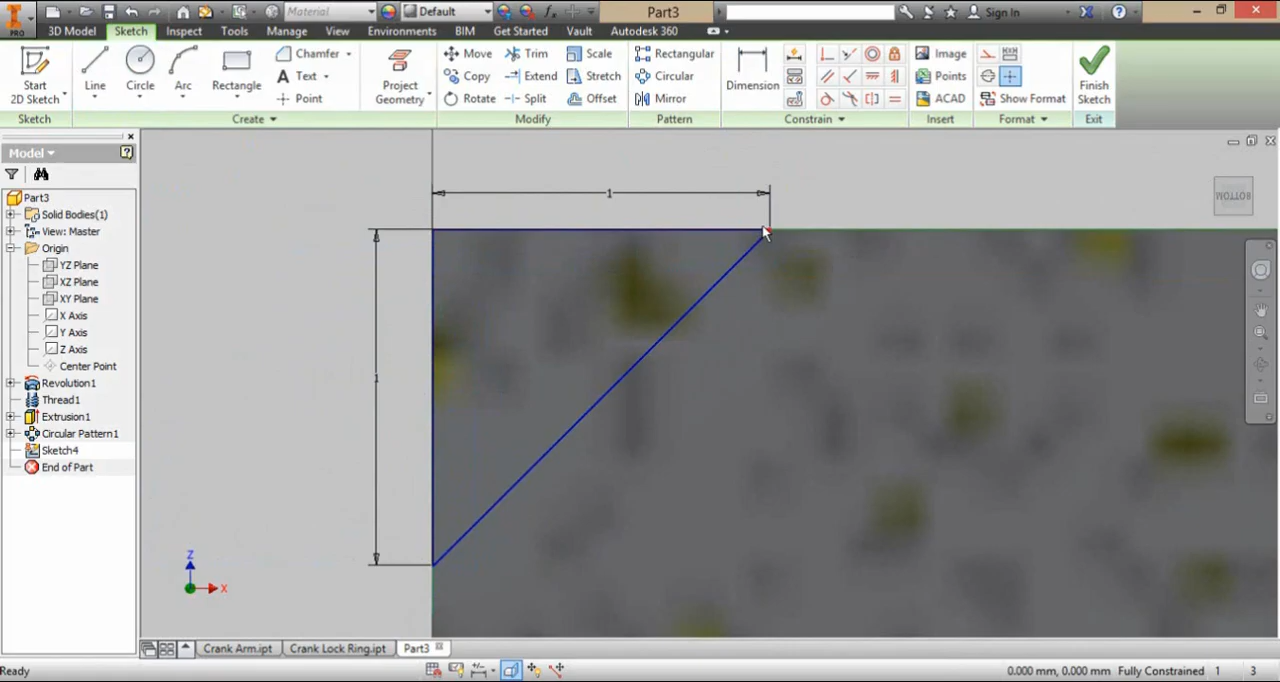 Material
Default
Part3
Sign In
PRO
3D Model
Sketch
Inspect
Tools
Manage
View
Environments
BIM
Get Started
Vault
Autodesk 360
Start
2D Sketch
Line
Circle
Arc
Rectangle
Chamfer
Text
Point
Project
Geometry
Move
Trim
Scale
Copy
Extend
Stretch
Rotate
Split
Offset
Rectangular
Circular
Mirror
Dimension
Image
Points
ACAD
Show Format
Finish
Sketch
Sketch
Create
Modify
Pattern
Constrain
Insert
Format
Exit
Model
Part3
Solid Bodies(1)
View: Master
Origin
YZ Plane
XZ Plane
XY Plane
X Axis
Y Axis
Z Axis
Center Point
Revolution1
Thread1
Extrusion1
Circular Pattern1
Sketch4
End of Part
1
1
BOTTOM
Z
X
Crank Arm.ipt
Crank Lock Ring.ipt
Part3
Ready
0.000 mm, 0.000 mm
Fully Constrained
1
3